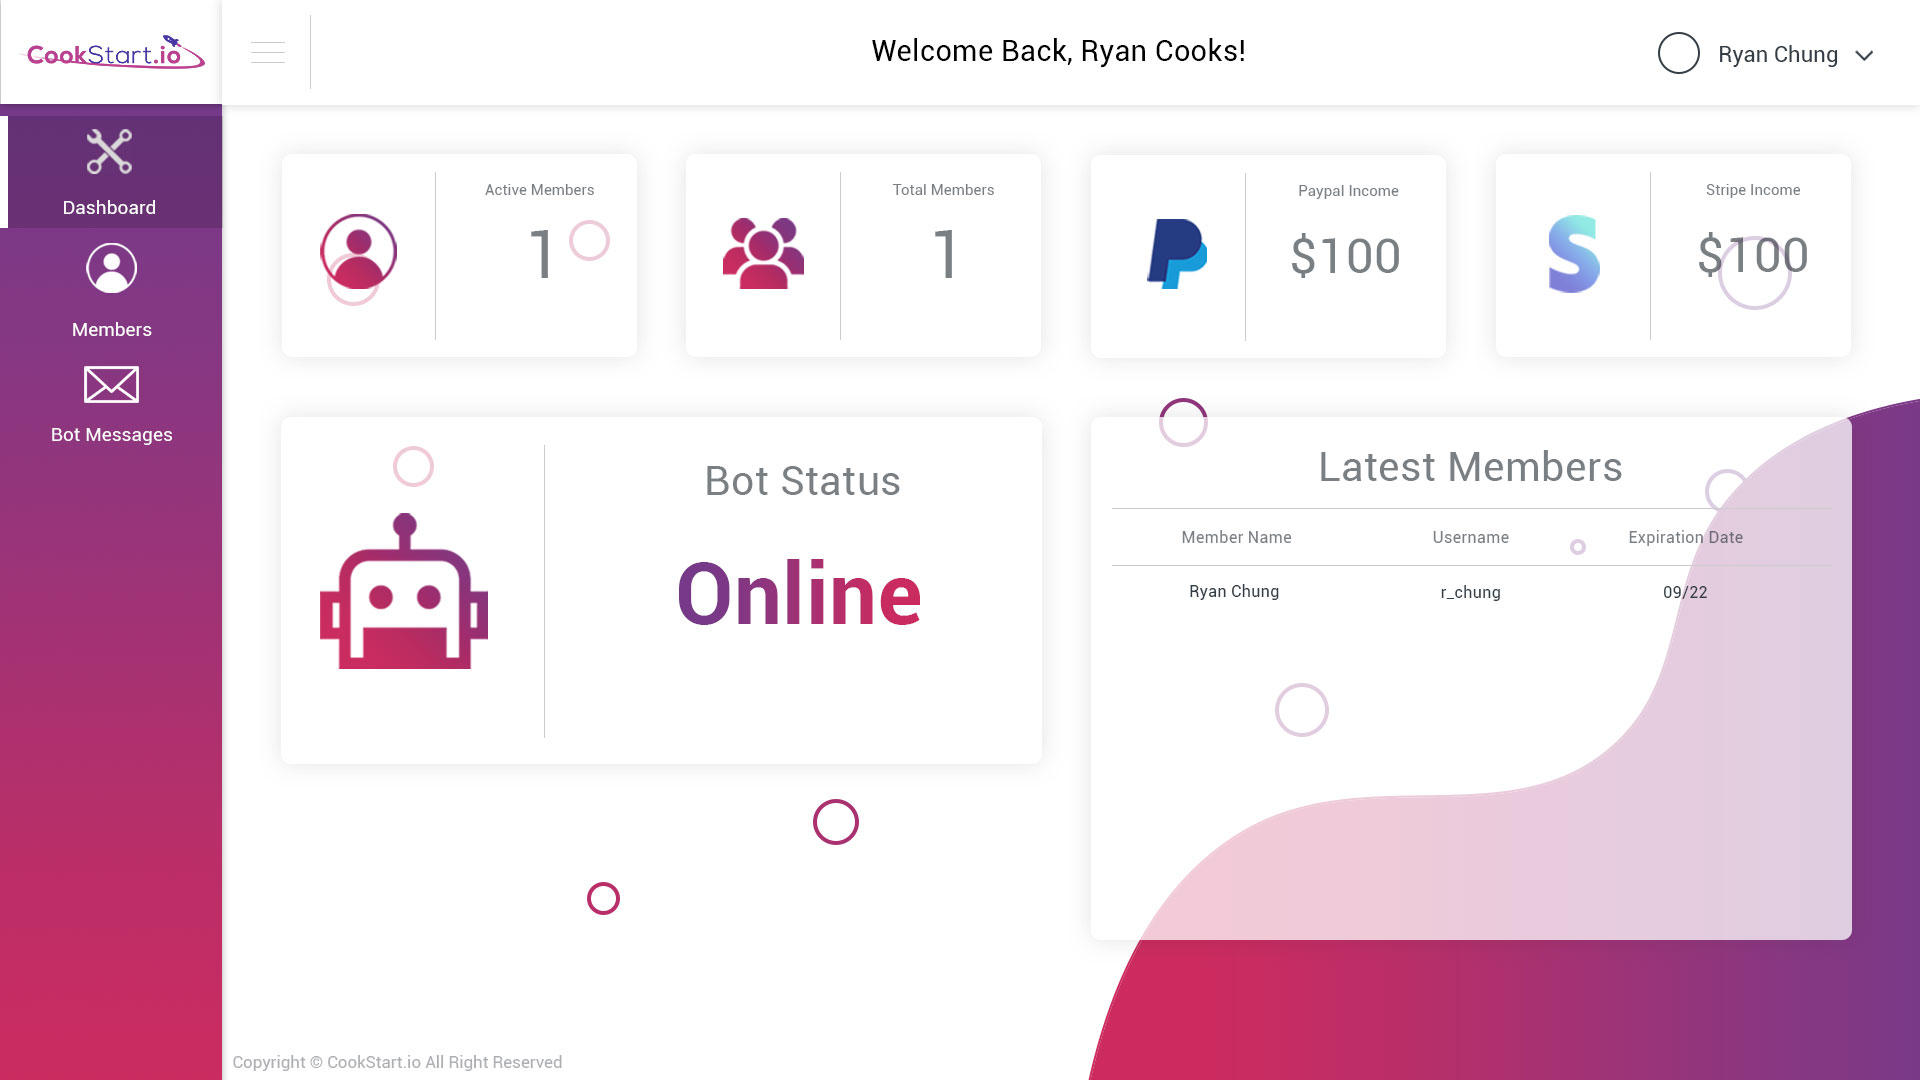 CookStart.io
Welcome Back, Ryan Cooks!
Ryan Chung
Dashboard
Members
Bot Messages
Active Members
1
Total Members
1
Paypal Income
$100
Stripe Income
$100
Bot Status
Online
Latest Members
Member Name Username Expiration Date
Ryan Chung r_chung 09/22
Copyright © CookStart.io All Right Reserved